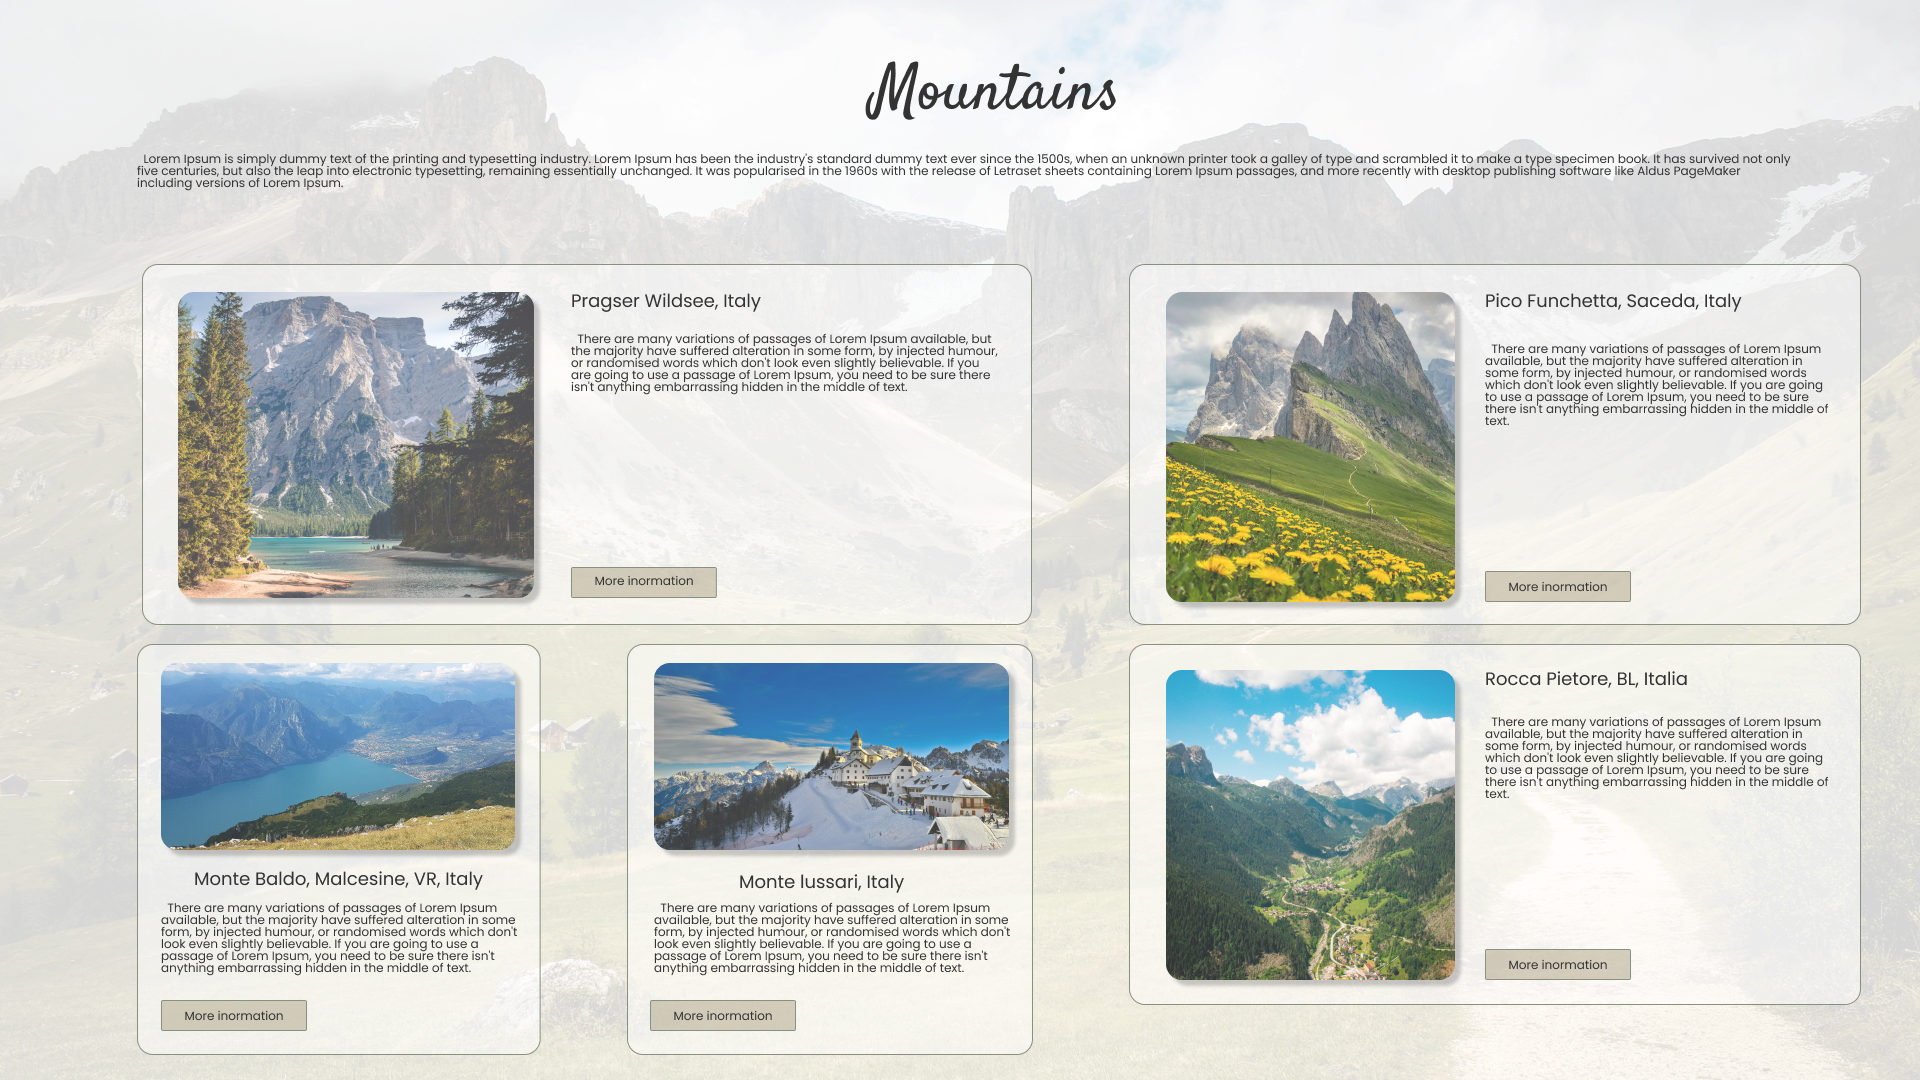 Mountains
Lorem Ipsum is simply dummy text of the printing and typesetting industry. Lorem Ipsum has been the industry's standard dummy text ever since the 1500s, when an unknown printer took a galley of type and scrambled it to make a type specimen book. It has survived not only
five centuries, but also the leap into electronic typesetting, remaining essentially unchanged. It was popularised in the 1960s with the release of Letraset sheets containing Lorem Ipsum passages, and more recently with desktop publishing software like Aldus PageMaker
including versions of Lorem Ipsum.
Pragser Wildsee, Italy
There are many variations of passages of Lorem Ipsum available, but
the majority have suffered alteration in some form, by injected humour,
or randomised words which don't look even slightly believable. If you
are going to use a passage of Lorem Ipsum, you need to be sure there
isn't anything embarrassing hidden in the middle of text.
More inormation
Pico Funchetta, Saceda, Italy
There are many variations of passages of Lorem Ipsum
available, but the majority have suffered alteration in
some form, by injected humour, or randomised words
which don't look even slightly believable. If you are going
to use a passage of Lorem Ipsum, you need to be sure
there isn't anything embarrassing hidden in the middle of
text.
More inormation
Monte Baldo, Malcesine, VR, Italy
There are many variations of passages of Lorem Ipsum
available, but the majority have suffered alteration in some
form, by injected humour, or randomised words which don't
look even slightly believable. If you are going to use a
passage of Lorem Ipsum, you need to be sure there isn't
anything embarrassing hidden in the middle of text.
More inormation
Monte lussari, Italy
There are many variations of passages of Lorem Ipsum
available, but the majority have suffered alteration in some
form, by injected humour, or randomised words which don't
look even slightly believable. If you are going to use a
passage of Lorem Ipsum, you need to be sure there isn't
anything embarrassing hidden in the middle of text.
More inormation
Rocca Pietore, BL, Italia
There are many variations of passages of Lorem Ipsum
available, but the majority have suffered alteration in
some form, by injected humour, or randomised words
which don't look even slightly believable. If you are going
to use a passage of Lorem Ipsum, you need to be sure
there isn't anything embarrassing hidden in the middle of
text.
More inormation